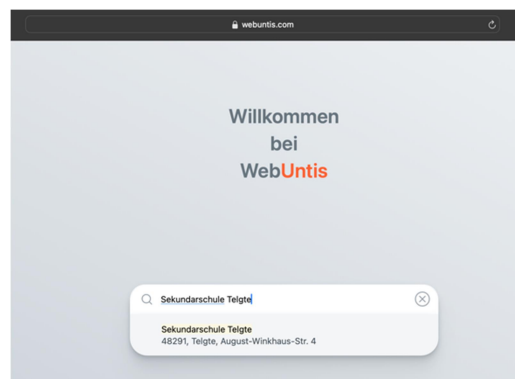 webuntis.com
Willkommen
bei
WebUntis
Sekundarschule Telgte
Sekundarschule Telgte
48291, Telgte, August-Winkhaus-Str. 4